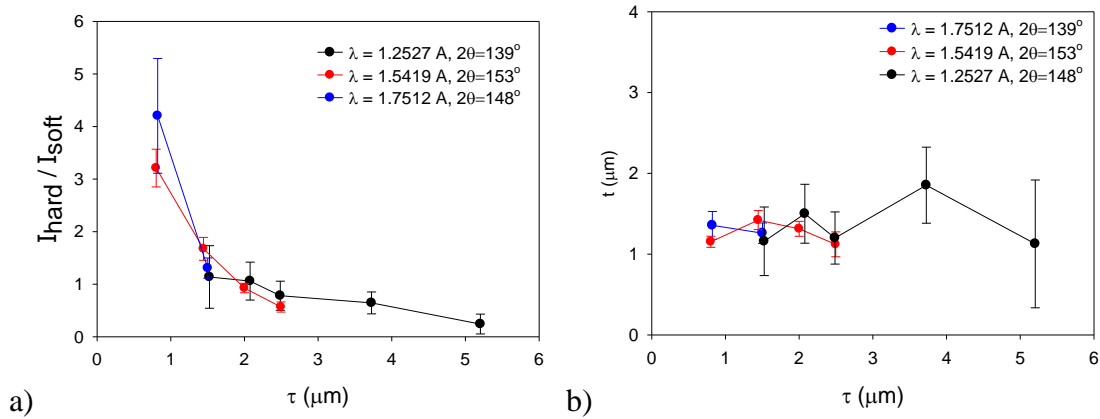 6
5
4
3
2
1
0
I hard / I soft
λ = 1.2527 A, 2θ=139°
λ = 1.5419 A, 2θ=153°
λ = 1.7512 A, 2θ=148°
0 1 2 3 4 5 6
τ (μm)
a)
4
3
2
1
0
t (μm)
λ = 1.7512 A, 2θ=139°
λ = 1.5419 A, 2θ=153°
λ = 1.2527 A, 2θ=148°
0 1 2 3 4 5 6
τ (μm)
b)